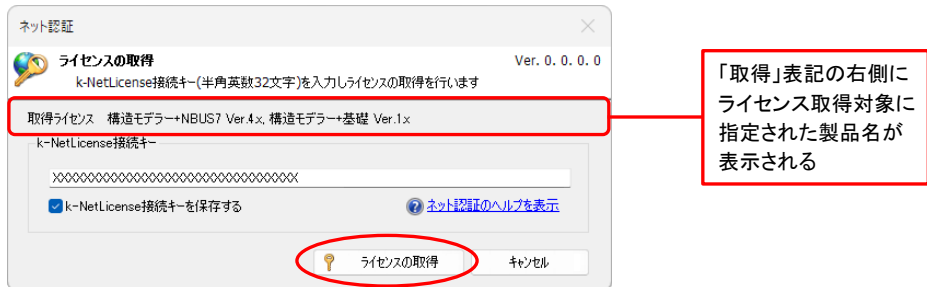 ネット認証
ライセンスの取得
Ver. 0. 0. 0. 0
k-NetLicense接続キー(半角英数32文字)を入力しライセンスの取得を行います
取得ライセンス 構造モデラー+NBUS7 Ver.4x, 構造モデラー+基礎 Ver.1x
k-NetLicense接続キー
XXXXXXXXXXXXXXXXXXXXXXXXXXXXXXXX
k-NetLicense接続キーを保存する
ネット認証のヘルプを表示
ライセンスの取得
キャンセル
「取得」表記の右側に
ライセンス取得対象に
指定された製品名が
表示される